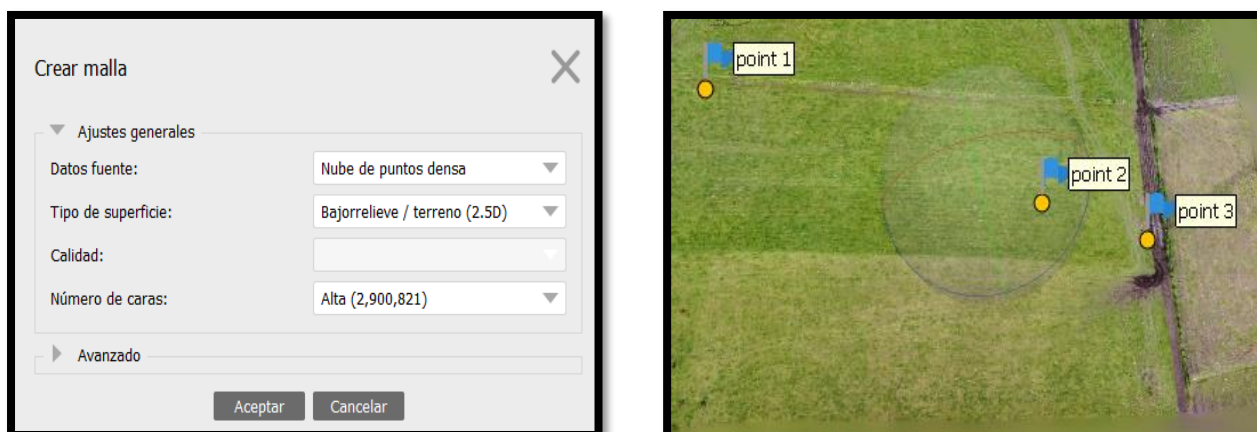 Crear malla
Ajustes generales
Datos fuente: Nube de puntos densa
Tipo de superficie: Bajorrelieve / terreno (2.5D)
Calidad:
Número de caras: Alta (2,900,821)
Avanzado
Aceptar Cancelar
point 1
point 2
point 3